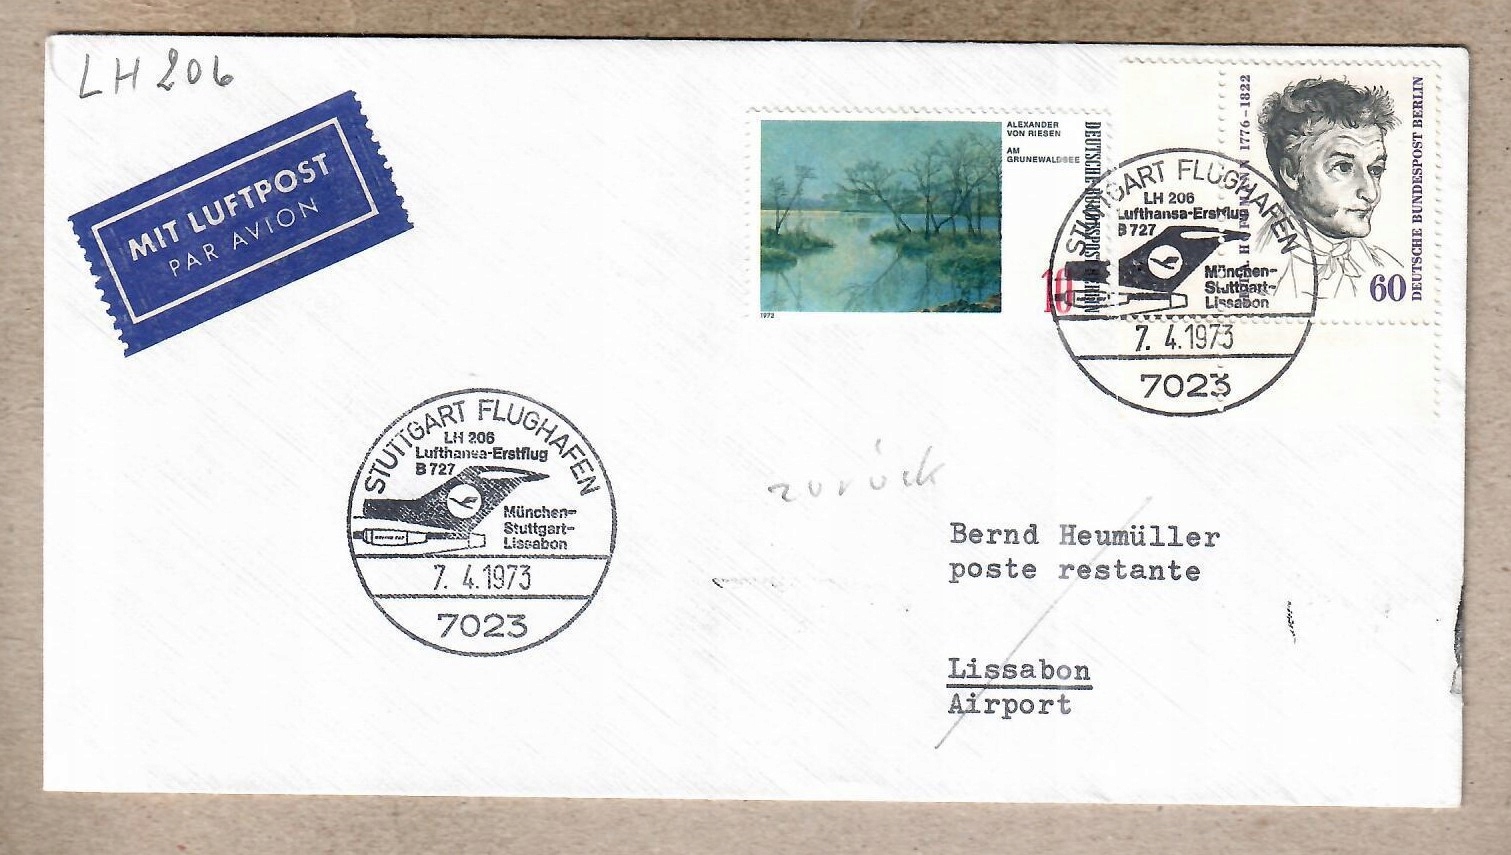 LH 206
MIT LUFTPOST
PAR AVION
ALEXANDER
VON RIESEN
AM
GRUNEWALDSEE
DEUTSCHE BUNDESPOST BERLIN
10
1972
1776-1822
DEUTSCHE BUNDESPOST BERLIN
60
STUTTGART FLUGHAFEN
LH 206
Lufthansa-Erstflug
B 727
München-
Stuttgart-
Lissabon
7. 4. 1973
7023
STUTTGART FLUGHAFEN
LH 206
Lufthansa-Erstflug
B 727
München-
Stuttgart-
Lissabon
7. 4. 1973
7023
zurück
Bernd Heumüller
poste restante
Lissabon
Airport